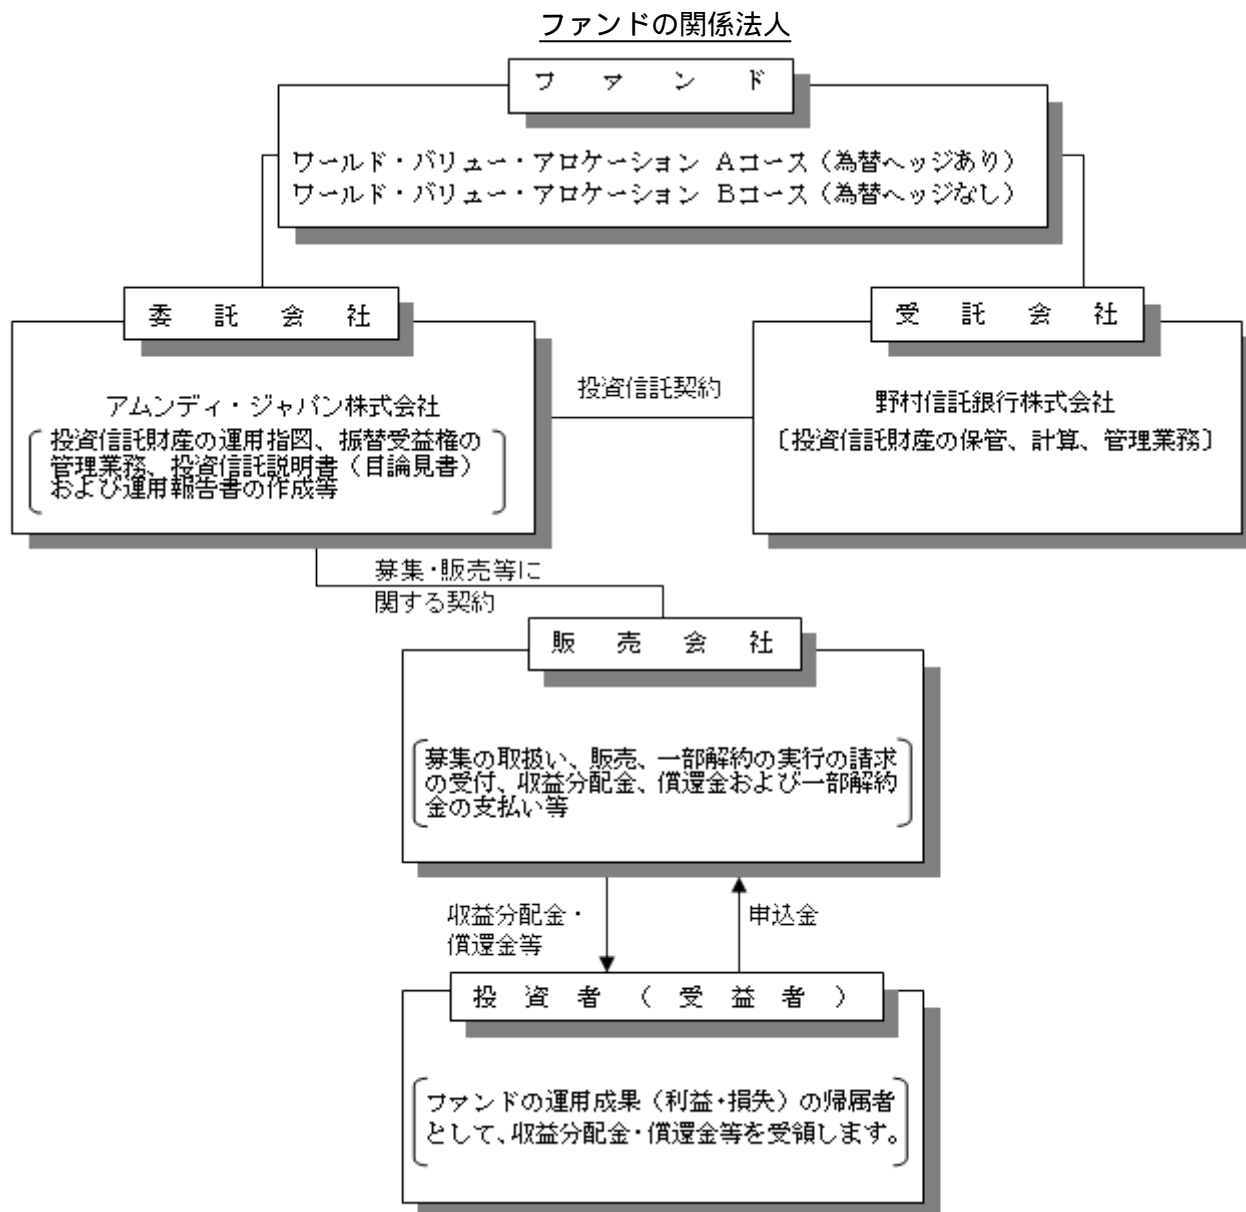 ファンドの関係法人
ファンド
ワールド・バリュー・アロケーション Aコース（為替ヘッジあり）
ワールド・バリュー・アロケーション Bコース（為替ヘッジなし）
委託会社
受託会社
アムンディ・ジャパン株式会社
投資信託財産の運用指図、振替受益権の
管理業務、投資信託説明書（目論見書）
および運用報告書の作成等
投資信託契約
野村信託銀行株式会社
〔投資信託財産の保管、計算、管理業務〕
募集・販売等に
関する契約
販売会社
募集の取扱い、販売、一部解約の実行の請求
の受付、収益分配金、償還金および一部解約
金の支払い等
収益分配金・
償還金等
申込金
投資者（受益者）
ファンドの運用成果（利益・損失）の帰属者
として、収益分配金・償還金等を受領します。